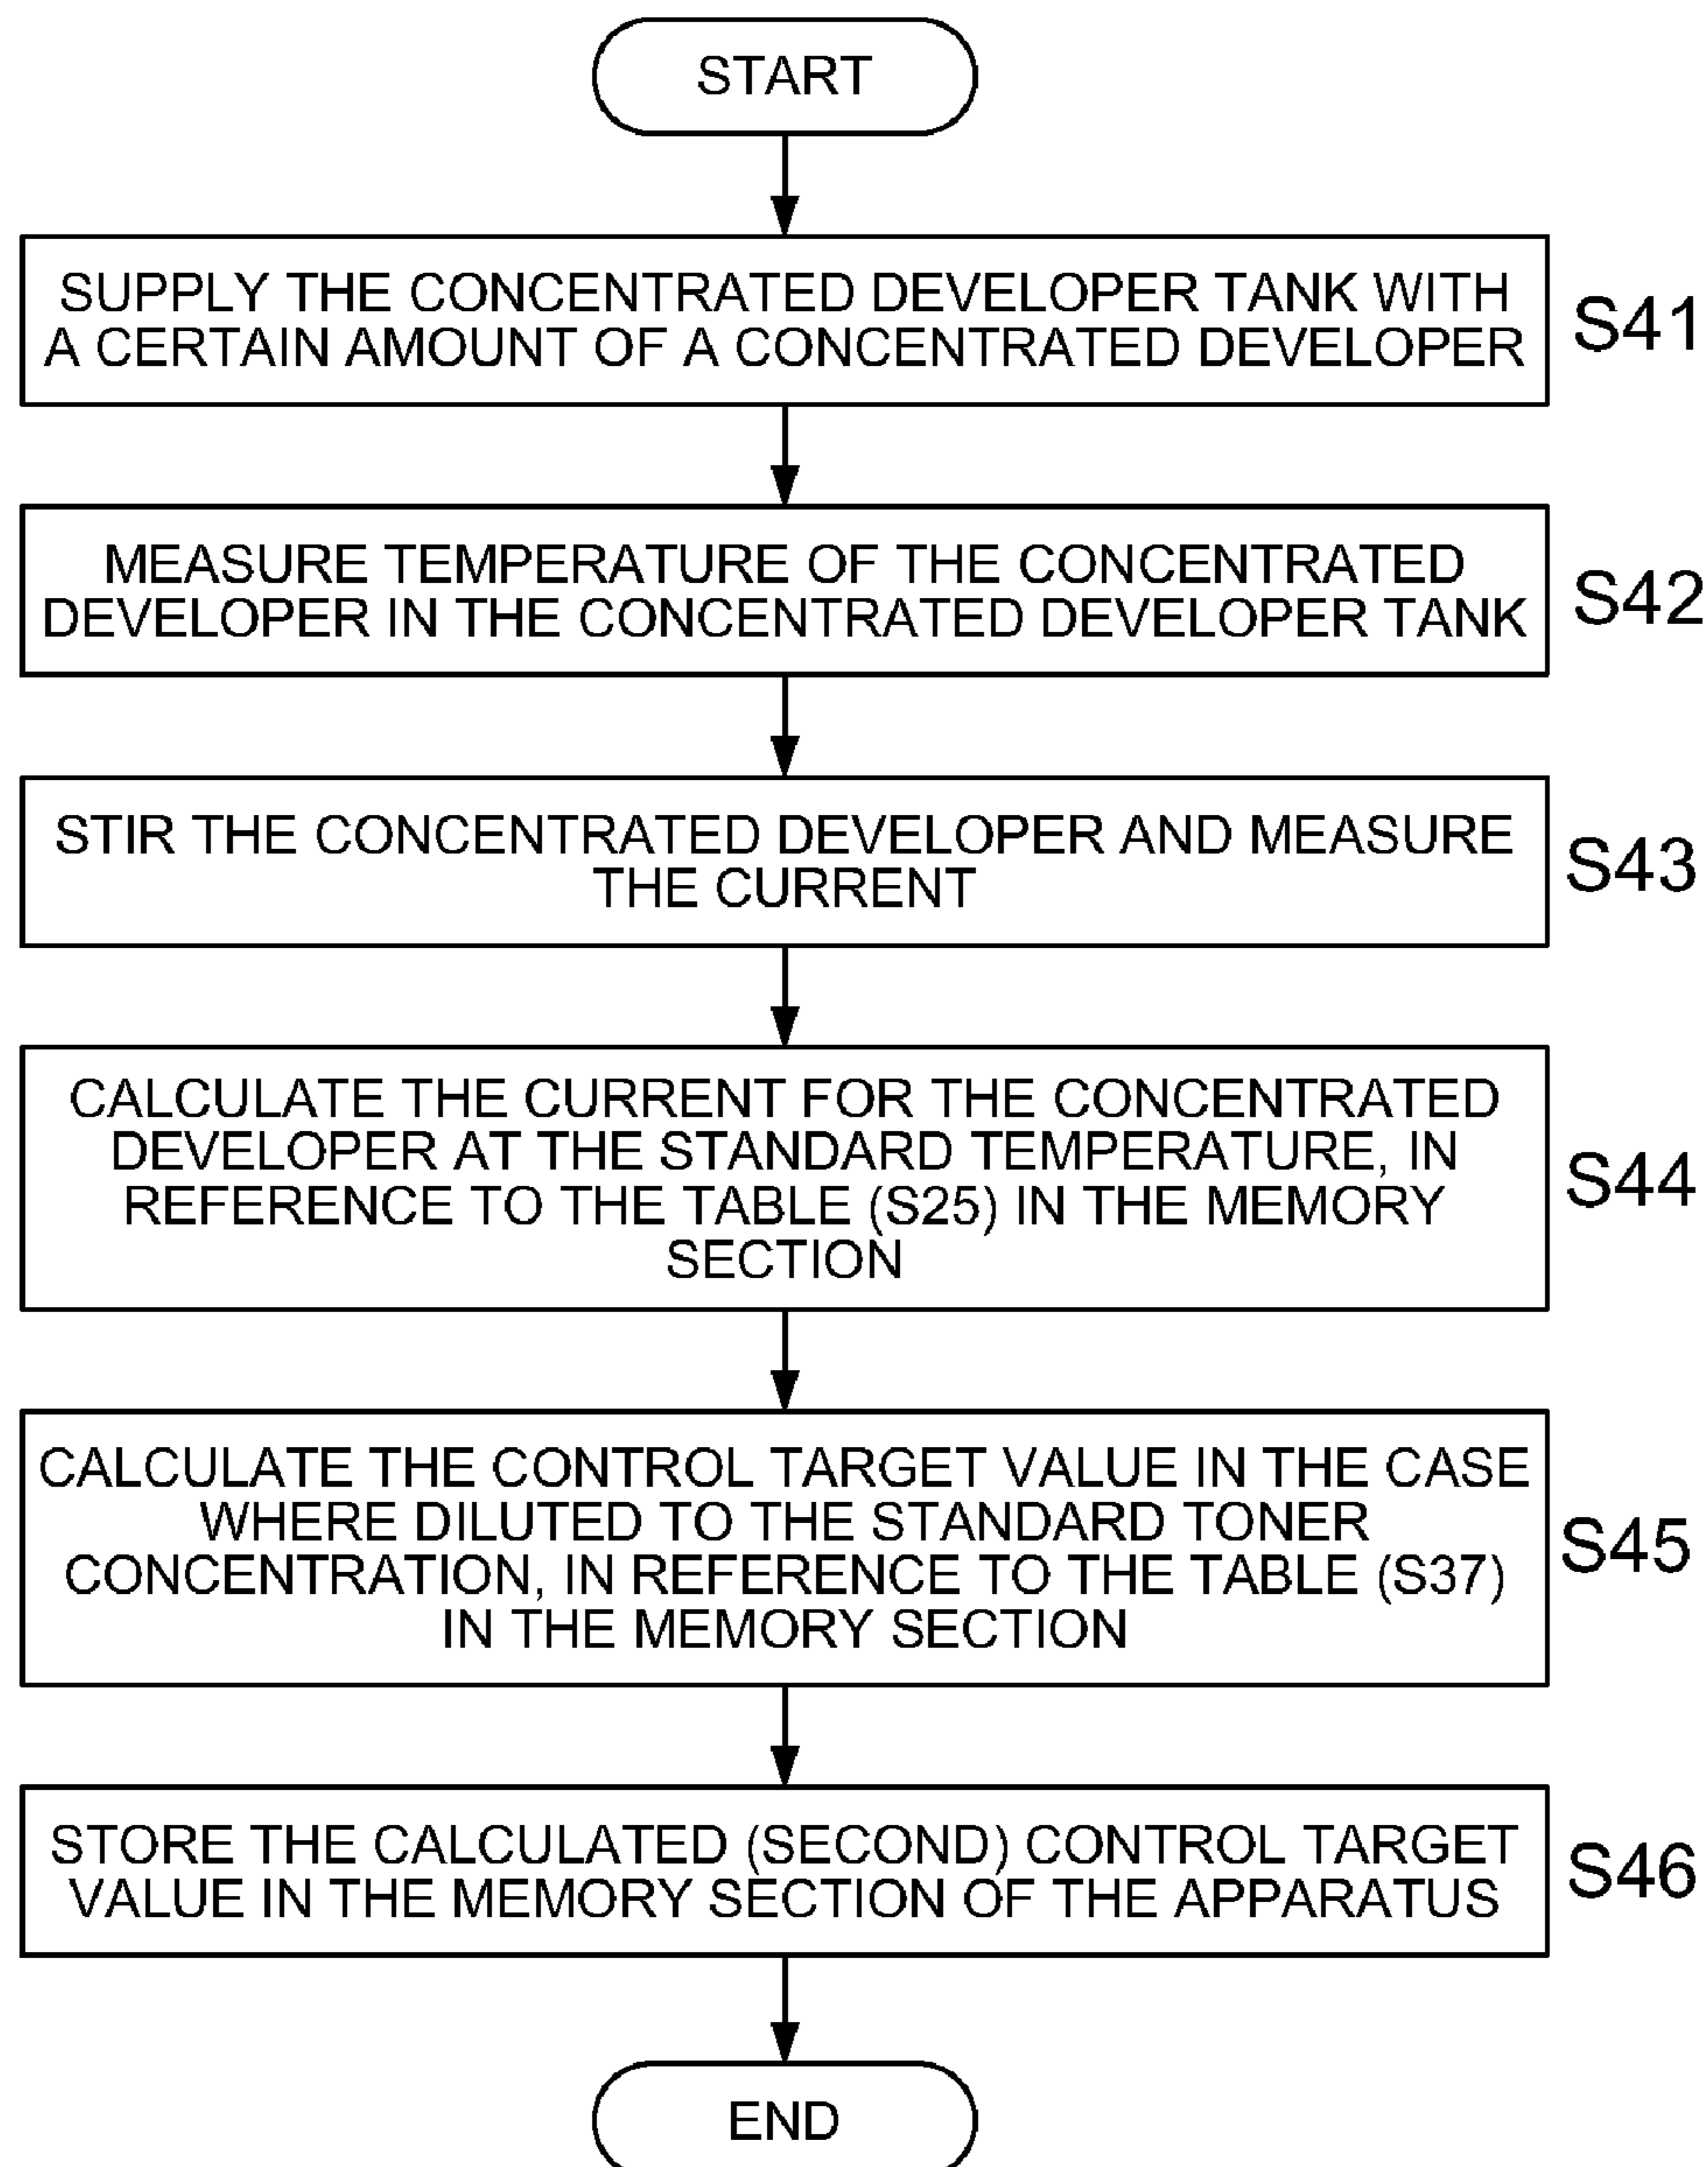 START
SUPPLY THE CONCENTRATED DEVELOPER TANK WITH
A CERTAIN AMOUNT OF A CONCENTRATED DEVELOPER
S41
MEASURE TEMPERATURE OF THE CONCENTRATED
DEVELOPER IN THE CONCENTRATED DEVELOPER TANK
S42
STIR THE CONCENTRATED DEVELOPER AND MEASURE
THE CURRENT
S43
CALCULATE THE CURRENT FOR THE CONCENTRATED
DEVELOPER AT THE STANDARD TEMPERATURE, IN
REFERENCE TO THE TABLE (S25) IN THE MEMORY
SECTION
S44
CALCULATE THE CONTROL TARGET VALUE IN THE CASE
WHERE DILUTED TO THE STANDARD TONER
CONCENTRATION, IN REFERENCE TO THE TABLE (S37)
IN THE MEMORY SECTION
S45
STORE THE CALCULATED (SECOND) CONTROL TARGET
VALUE IN THE MEMORY SECTION OF THE APPARATUS
S46
END